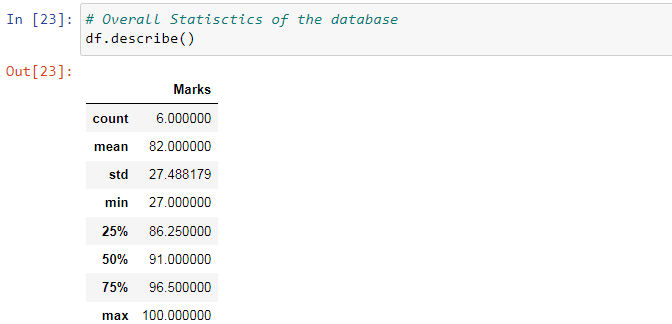 In [23]: # Overall Statisctics of the database
df.describe()
Out[23]:
Marks
count 6.000000
mean 82.000000
std 27.488179
min 27.000000
25% 86.250000
50% 91.000000
75% 96.500000
max 100.000000